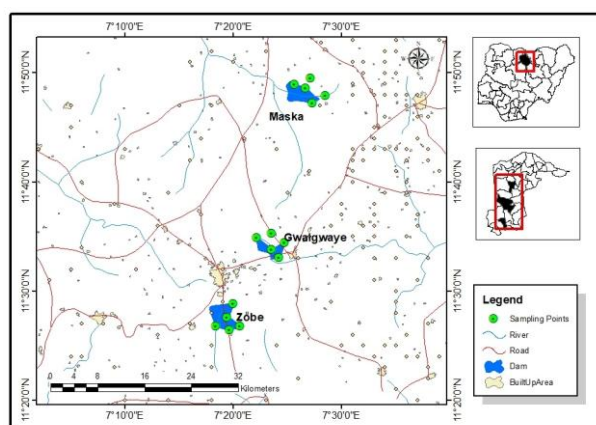 7°10'0"E 7°20'0"E 7°30'0"E
11°50'0"N
11°40'0"N
11°30'0"N
11°20'0"N
Maska
Gwaigwaye
Zobe
0 2 4 8 16 24 32
Kilometers
7°10'0"E 7°20'0"E 7°30'0"E
11°50'0"N
11°40'0"N
11°30'0"N
11°20'0"N
Legend
Sampling Points
River
Road
Dam
BuiltUpArea